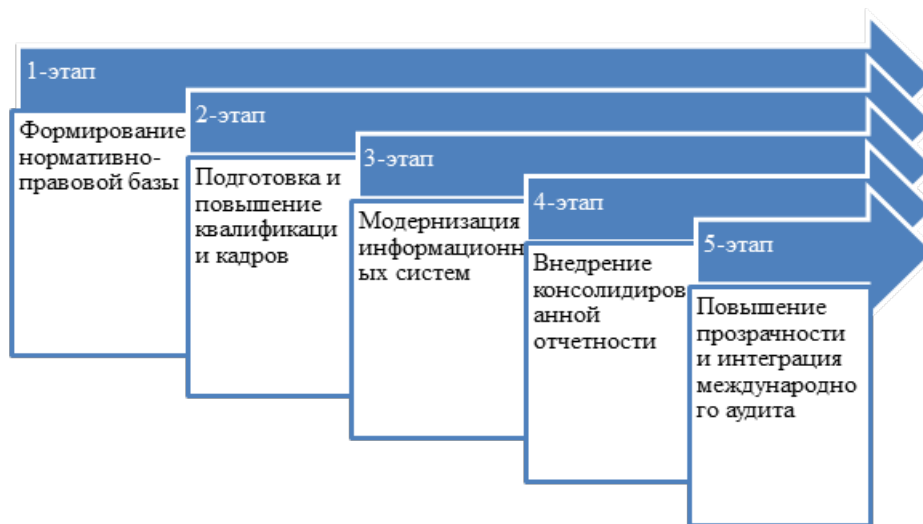 1-этап
Формирование
нормативно-
правовой базы
2-этап
Подготовка и
повышение
квалификаци
и кадров
3-этап
Модернизация
информационн
ых систем
4-этап
Внедрение
консолидиров
анной
отчетности
5-этап
Повышение
прозрачности
и интеграция
международно
го аудита